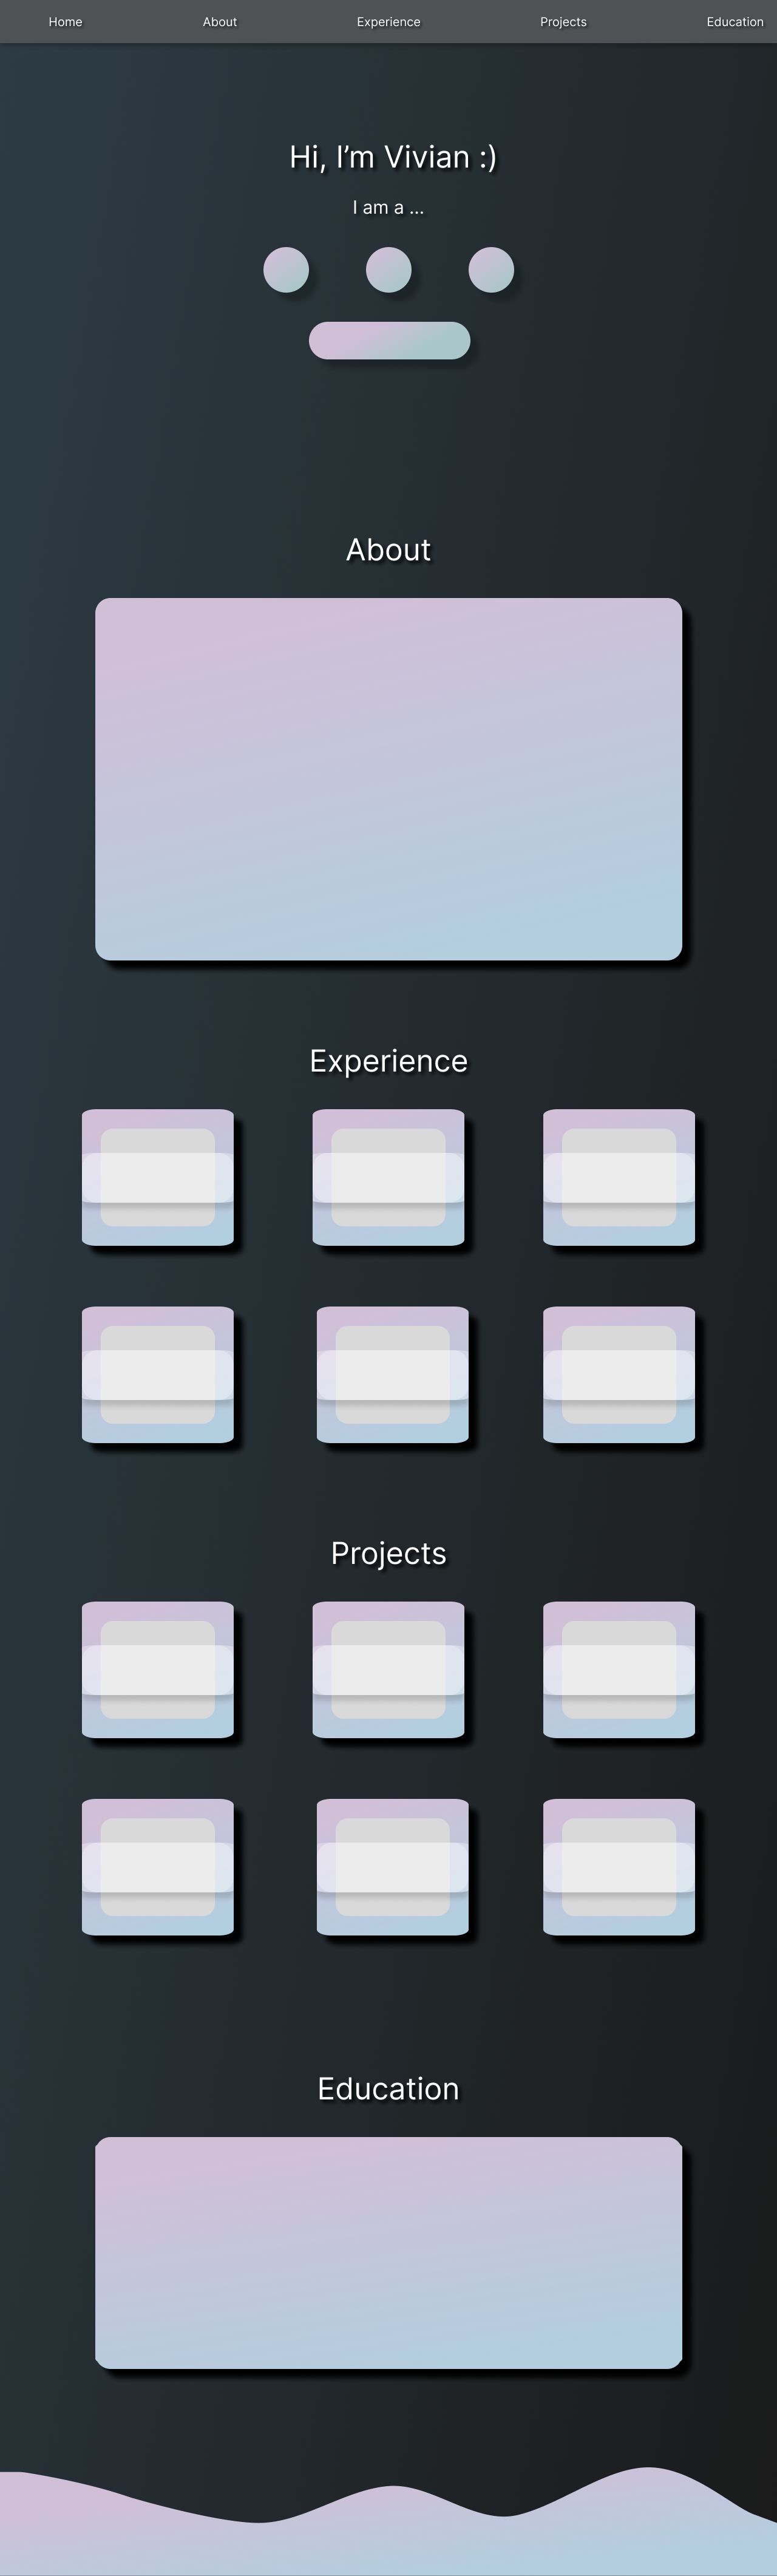 Home About Experience Projects Education
Hi, I’m Vivian :)
I am a ...
About
Experience
Projects
Education